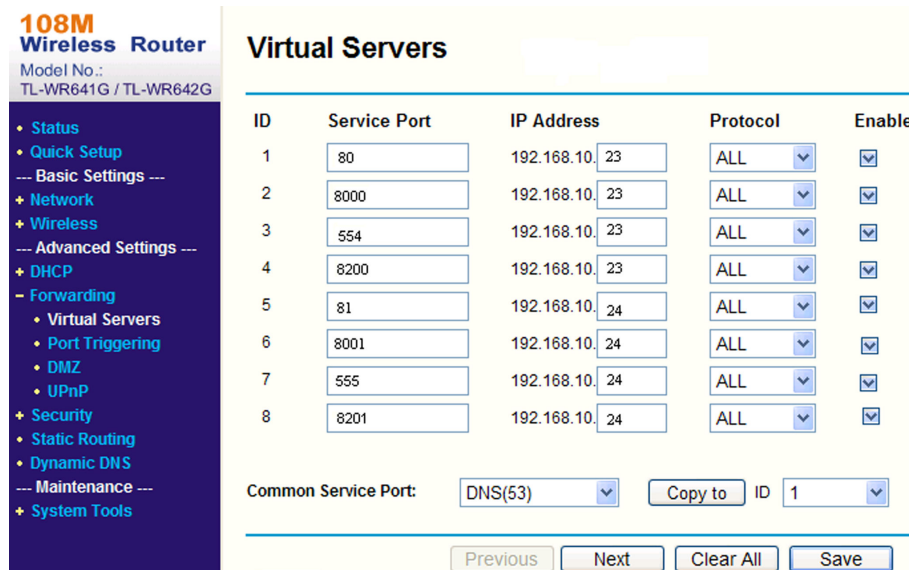 108M
Wireless Router
Model No.:
TL-WR641G / TL-WR642G
• Status
• Quick Setup
--- Basic Settings ---
+ Network
+ Wireless
--- Advanced Settings ---
+ DHCP
– Forwarding
• Virtual Servers
• Port Triggering
• DMZ
• UPnP
+ Security
• Static Routing
• Dynamic DNS
--- Maintenance ---
+ System Tools
Virtual Servers
ID Service Port IP Address Protocol Enable
1 80 192.168.10. 23 ALL
2 8000 192.168.10. 23 ALL
3 554 192.168.10. 23 ALL
4 8200 192.168.10. 23 ALL
5 81 192.168.10. 24 ALL
6 8001 192.168.10. 24 ALL
7 555 192.168.10. 24 ALL
8 8201 192.168.10. 24 ALL
Common Service Port: DNS(53) Copy to ID 1
Previous Next Clear All Save